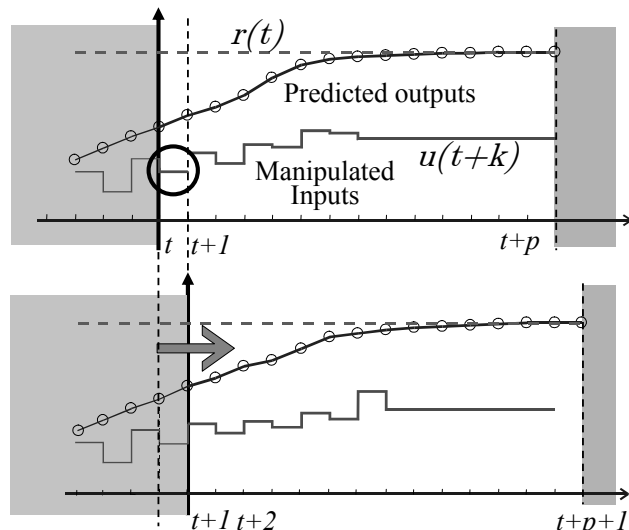 r(t)
Predicted outputs
u(t+k)
Manipulated
Inputs
t
t+1
t+p
t+1
t+2
t+p+1